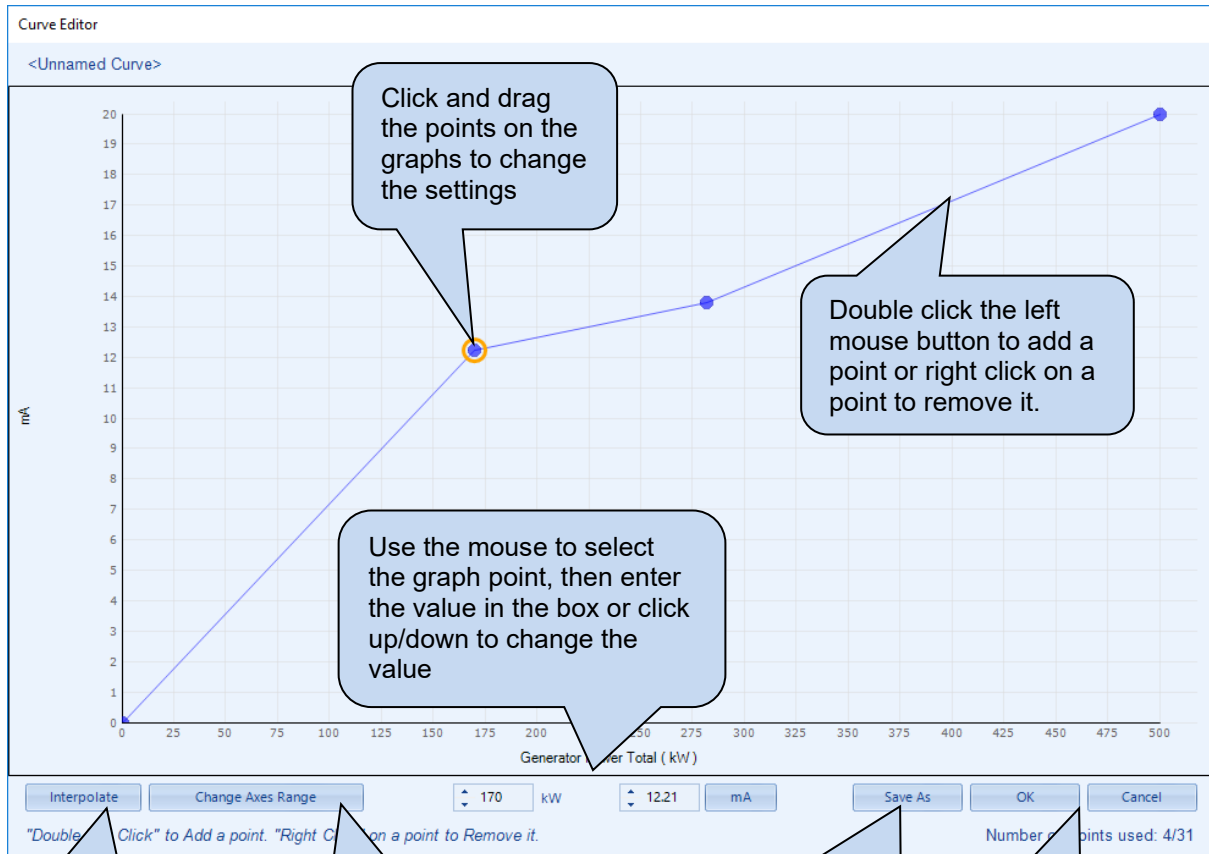 Curve Editor
<Unnamed Curve>
Click and drag
the points on the
graphs to change
the settings
20
19
18
17
16
15
14
13
12
11
10
9
8
7
6
5
4
3
2
1
0
mA
Double click the left
mouse button to add a
point or right click on a
point to remove it.
Use the mouse to select
the graph point, then enter
the value in the box or click
up/down to change the
value
0 25 50 75 100 125 150 175 200 250 275 300 325 350 375 400 425 450 475 500
Generator Total ( kW )
Interpolate Change Axes Range 170 kW 12.21 mA Save As OK Cancel
"Double Click" to Add a point. "Right on a point to Remove it. Number points used: 4/31